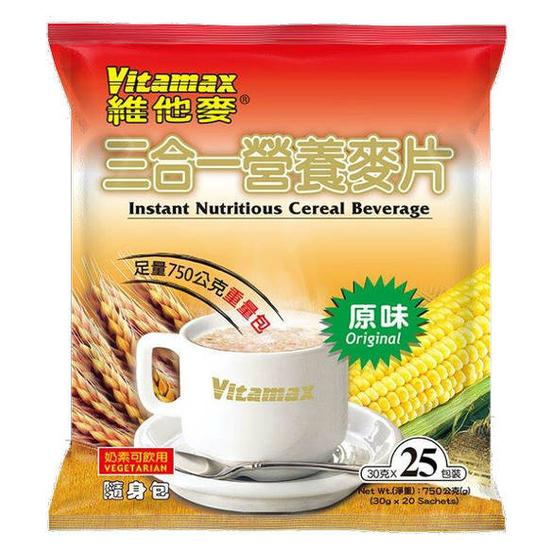 Vitamax
維他麥®
三合一營養麥片
Instant Nutritious Cereal Beverage
足量750公克重量包
原味
Original
Vitamax
奶素可飲用
VEGETARIAN
隨身包
30克x25包裝
Net Wt.(淨重):750公克(g)
(30g x 20 Sachets)